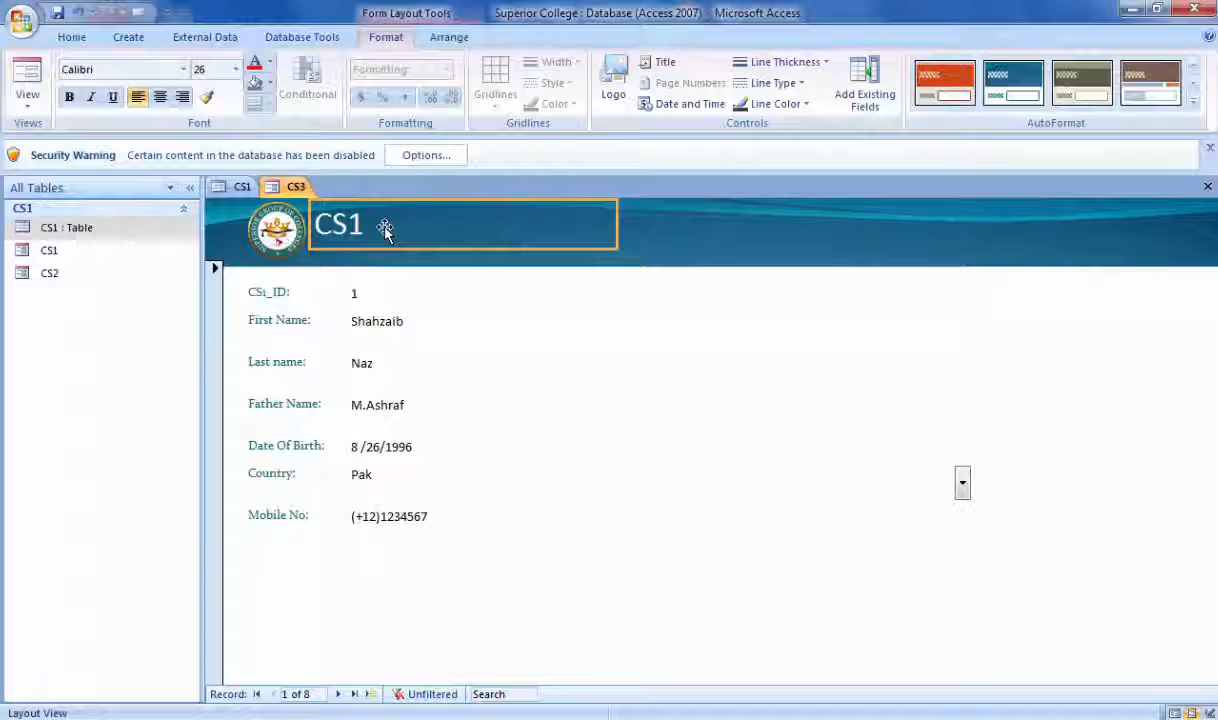 Form Layout Tools
Superior College : Database (Access 2007) - Microsoft Access
Home Create External Data Database Tools Format Arrange
View
Views
Calibri 26
B I U
Font
Conditional
Formatting:
$ % ,
Formatting
Gridlines
Width
Style
Color
Gridlines
Logo
Title
Page Numbers
Date and Time
Line Thickness
Line Type
Line Color
Controls
Add Existing
Fields
AutoFormat
Security Warning Certain content in the database has been disabled Options...
All Tables
CS1
CS1 : Table
CS1
CS2
CS1 CS3
CS1
CS1_ID: 1
First Name: Shahzaib
Last name: Naz
Father Name: M.Ashraf
Date Of Birth: 8 /26/1996
Country: Pak
Mobile No: (+12)1234567
Record: 1 of 8 Unfiltered Search
Layout View